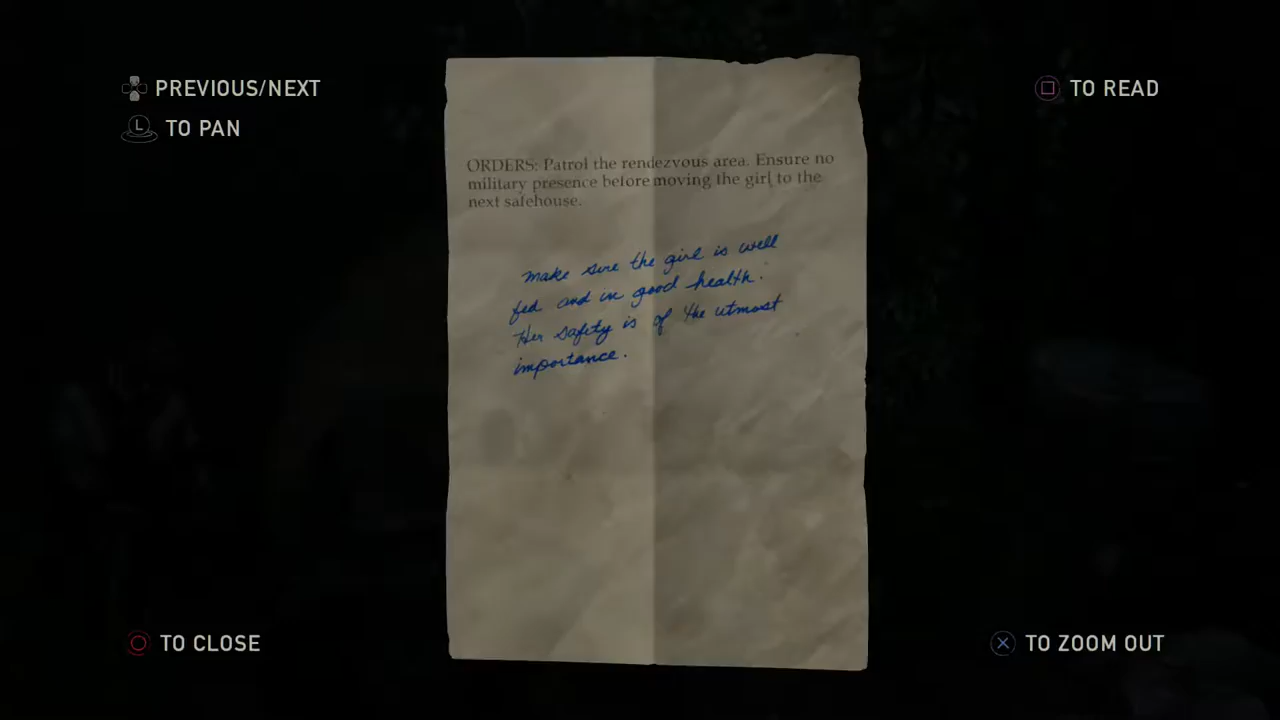 PREVIOUS/NEXT
TO PAN
TO READ
ORDERS: Patrol the rendezvous area. Ensure no
military presence before moving the girl to the
next safehouse.
make sure the girl is well
fed and in good health.
Her safety is of the utmost
importance.
TO CLOSE
TO ZOOM OUT
L